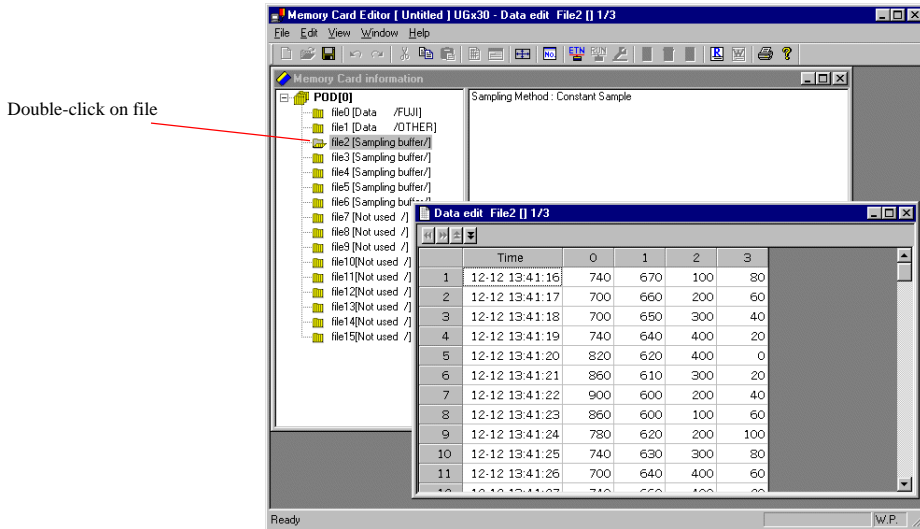 Memory Card Editor [ Untitled ] UGx30 - Data edit File2 [] 1/3
File Edit View Window Help
No. ETN RUN R W ?
Memory Card information
Double-click on file
POD[0]
file0 [Data /FUJI]
file1 [Data /OTHER]
file2 [Sampling buffer/]
file3 [Sampling buffer/]
file4 [Sampling buffer/]
file5 [Sampling buffer/]
file6 [Sampling buffer/]
file7 [Not used /]
file8 [Not used /]
file9 [Not used /]
file10[Not used /]
file11[Not used /]
file12[Not used /]
file13[Not used /]
file14[Not used /]
file15[Not used /]
Sampling Method : Constant Sample
Data edit File2 [] 1/3
Time 0 1 2 3
1 12-12 13:41:16 740 670 100 80
2 12-12 13:41:17 700 660 200 60
3 12-12 13:41:18 700 650 300 40
4 12-12 13:41:19 740 640 400 20
5 12-12 13:41:20 820 620 400 0
6 12-12 13:41:21 860 610 300 20
7 12-12 13:41:22 900 600 200 40
8 12-12 13:41:23 860 600 100 60
9 12-12 13:41:24 780 620 200 100
10 12-12 13:41:25 740 630 300 80
11 12-12 13:41:26 700 640 400 60
Ready W.P.